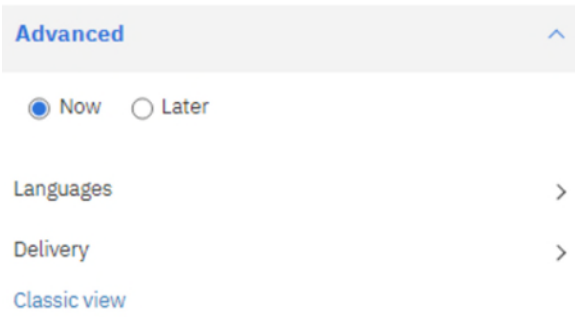 Advanced
Now Later
Languages
Delivery
Classic view